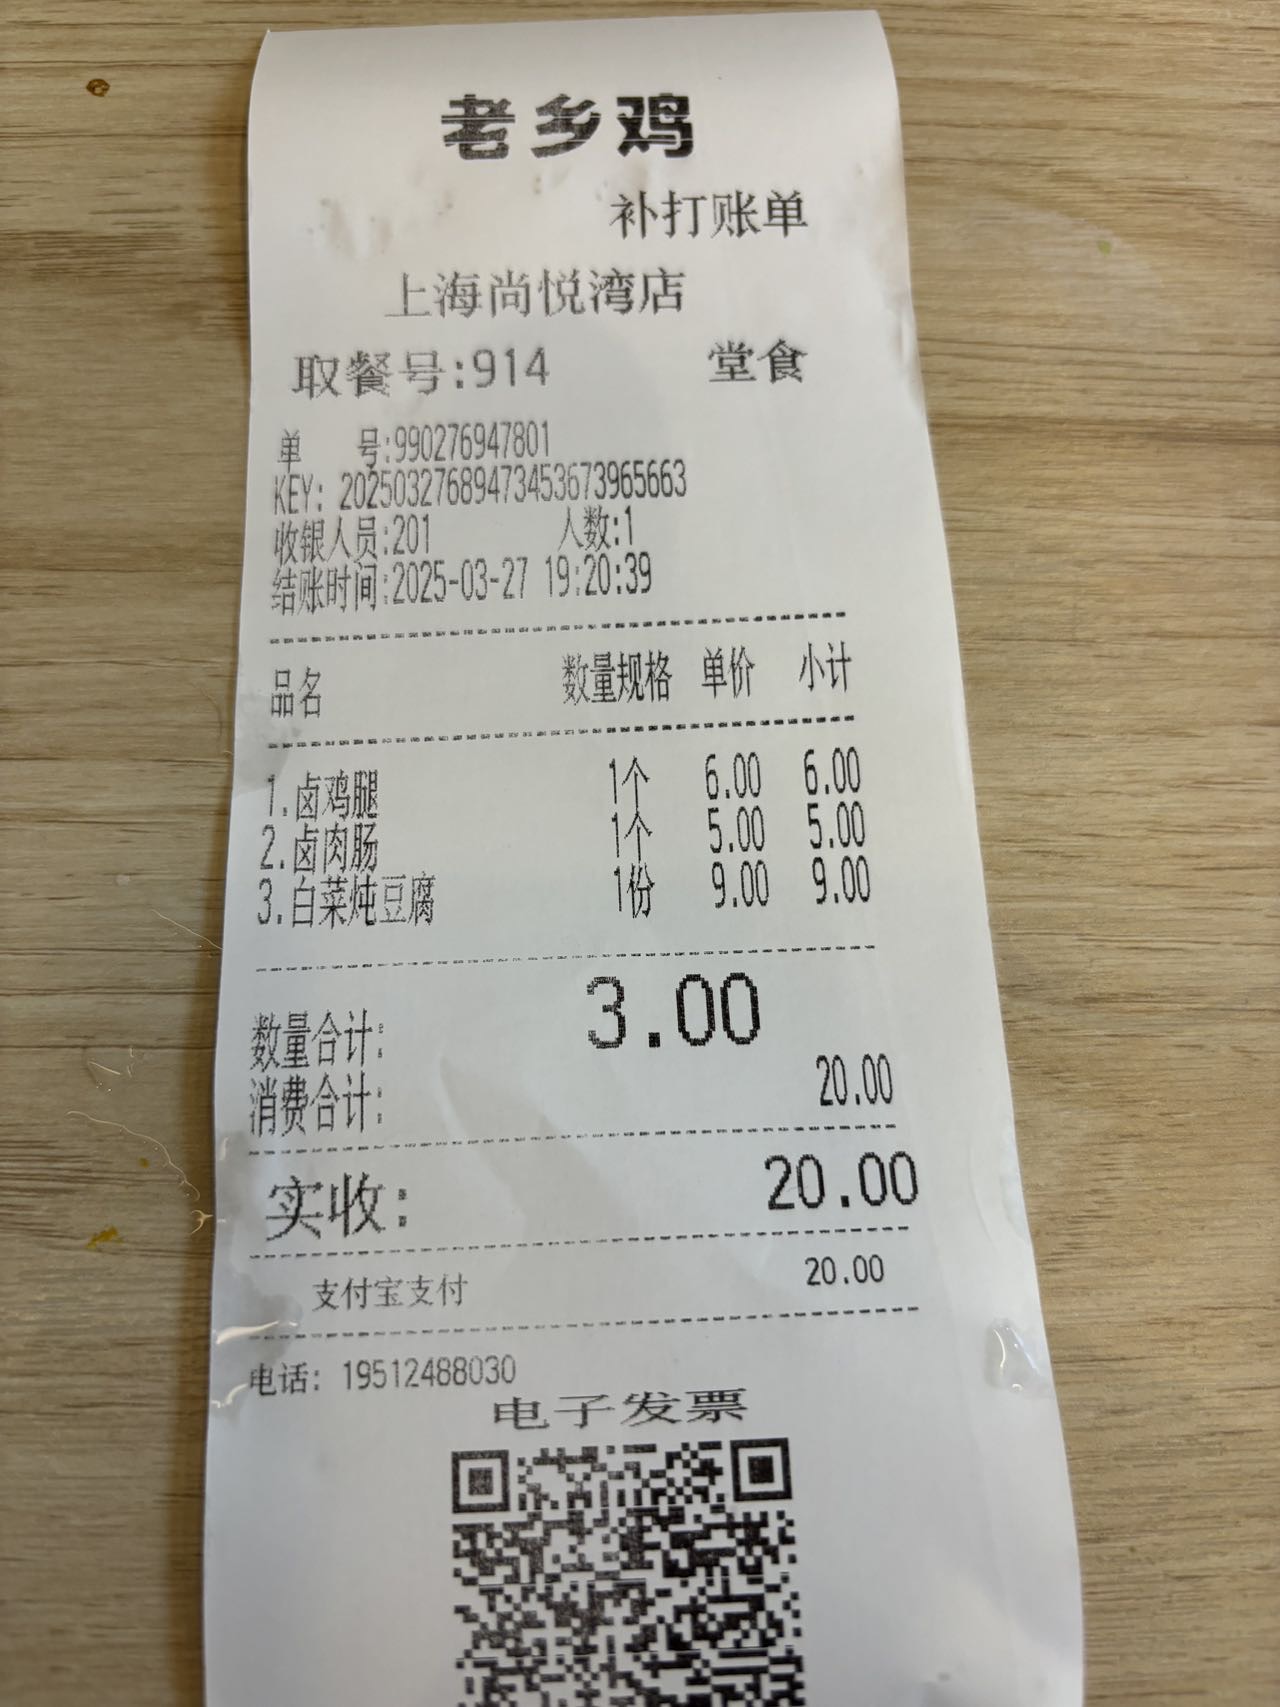 老乡鸡
补打账单
上海尚悦湾店
取餐号:914 堂食
单 号:990276947801
KEY: 20250327689473453673965663
收银人员:201 人数:1
结账时间:2025-03-27 19:20:39
品名 数量规格 单价 小计
1.卤鸡腿 1个 6.00 6.00
2.卤肉肠 1个 5.00 5.00
3.白菜炖豆腐 1份 9.00 9.00
数量合计: 3.00
消费合计: 20.00
实收: 20.00
支付宝支付 20.00
电话: 19512488030
电子发票